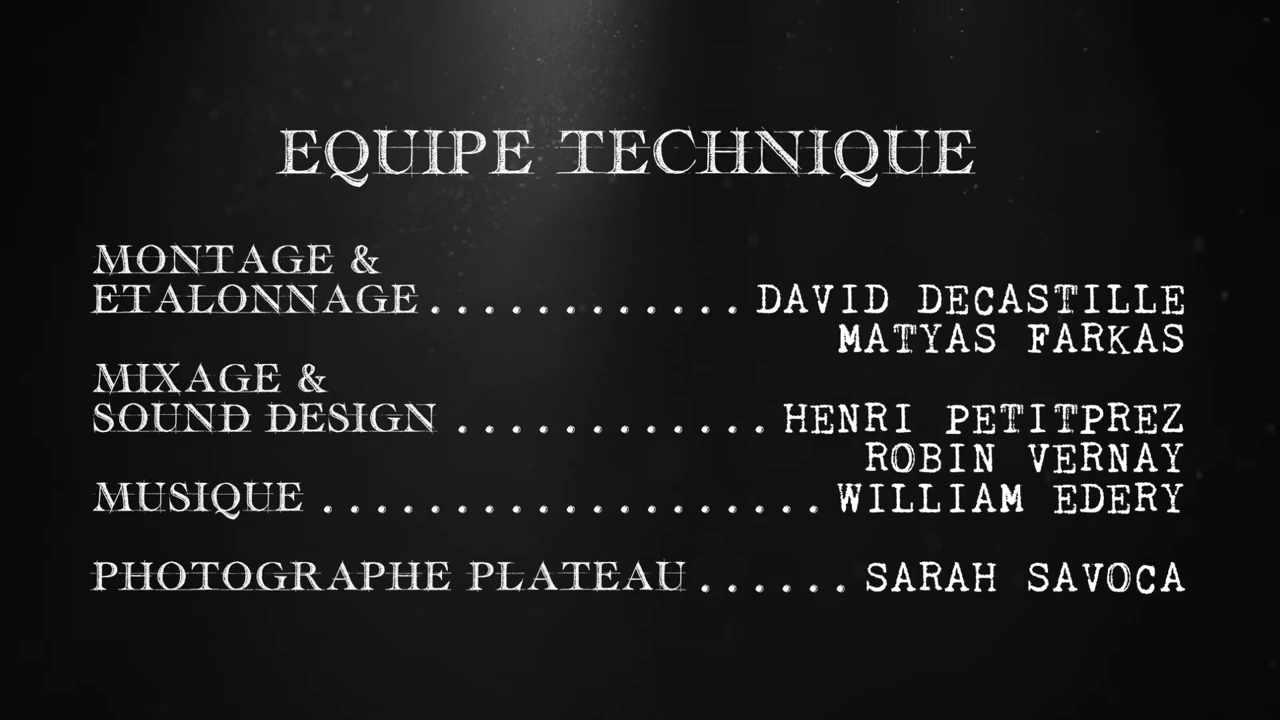 EQUIPE TECHNIQUE
MONTAGE &
ETALONNAGE............DAVID DECASTILLE
MATYAS FARKAS
MIXAGE &
SOUND DESIGN ............HENRI PETITPREZ
ROBIN VERNAY
MUSIQUE ...................WILLIAM EDERY
PHOTOGRAPHE PLATEAU......SARAH SAVOCA